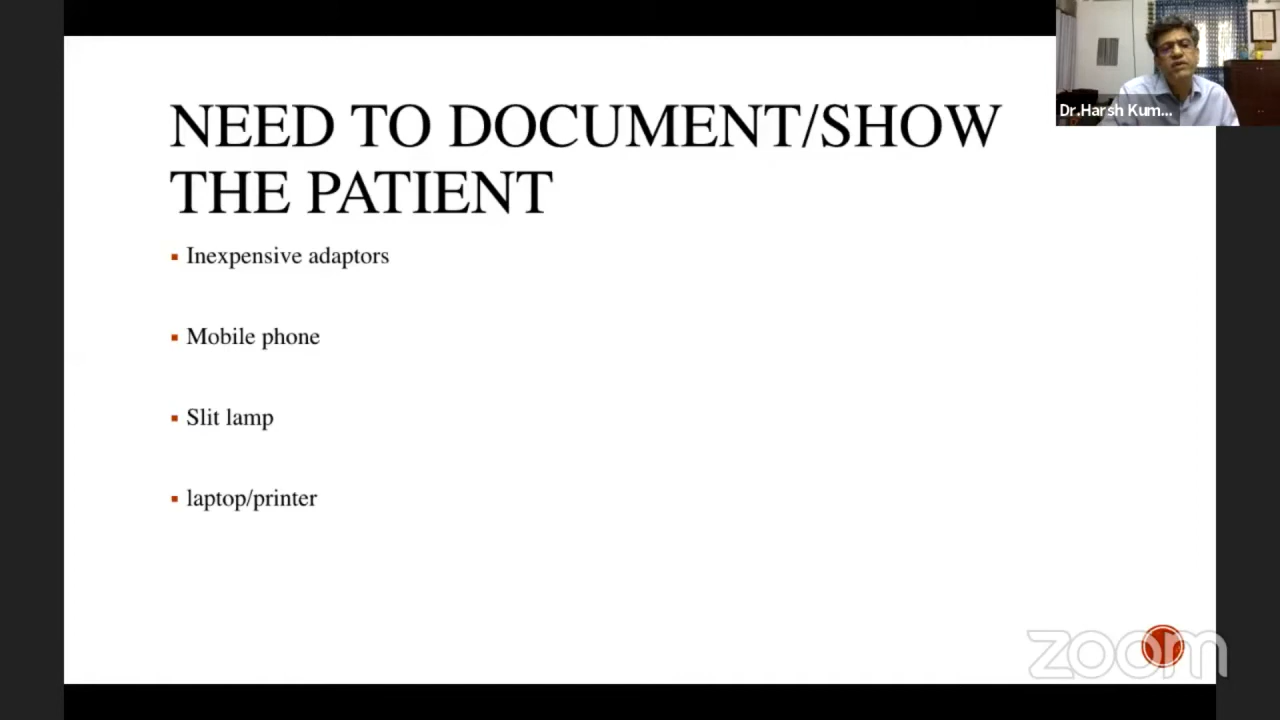 NEED TO DOCUMENT/SHOW
THE PATIENT
Inexpensive adaptors
Mobile phone
Slit lamp
laptop/printer
Dr.Harsh Kum...
zoom